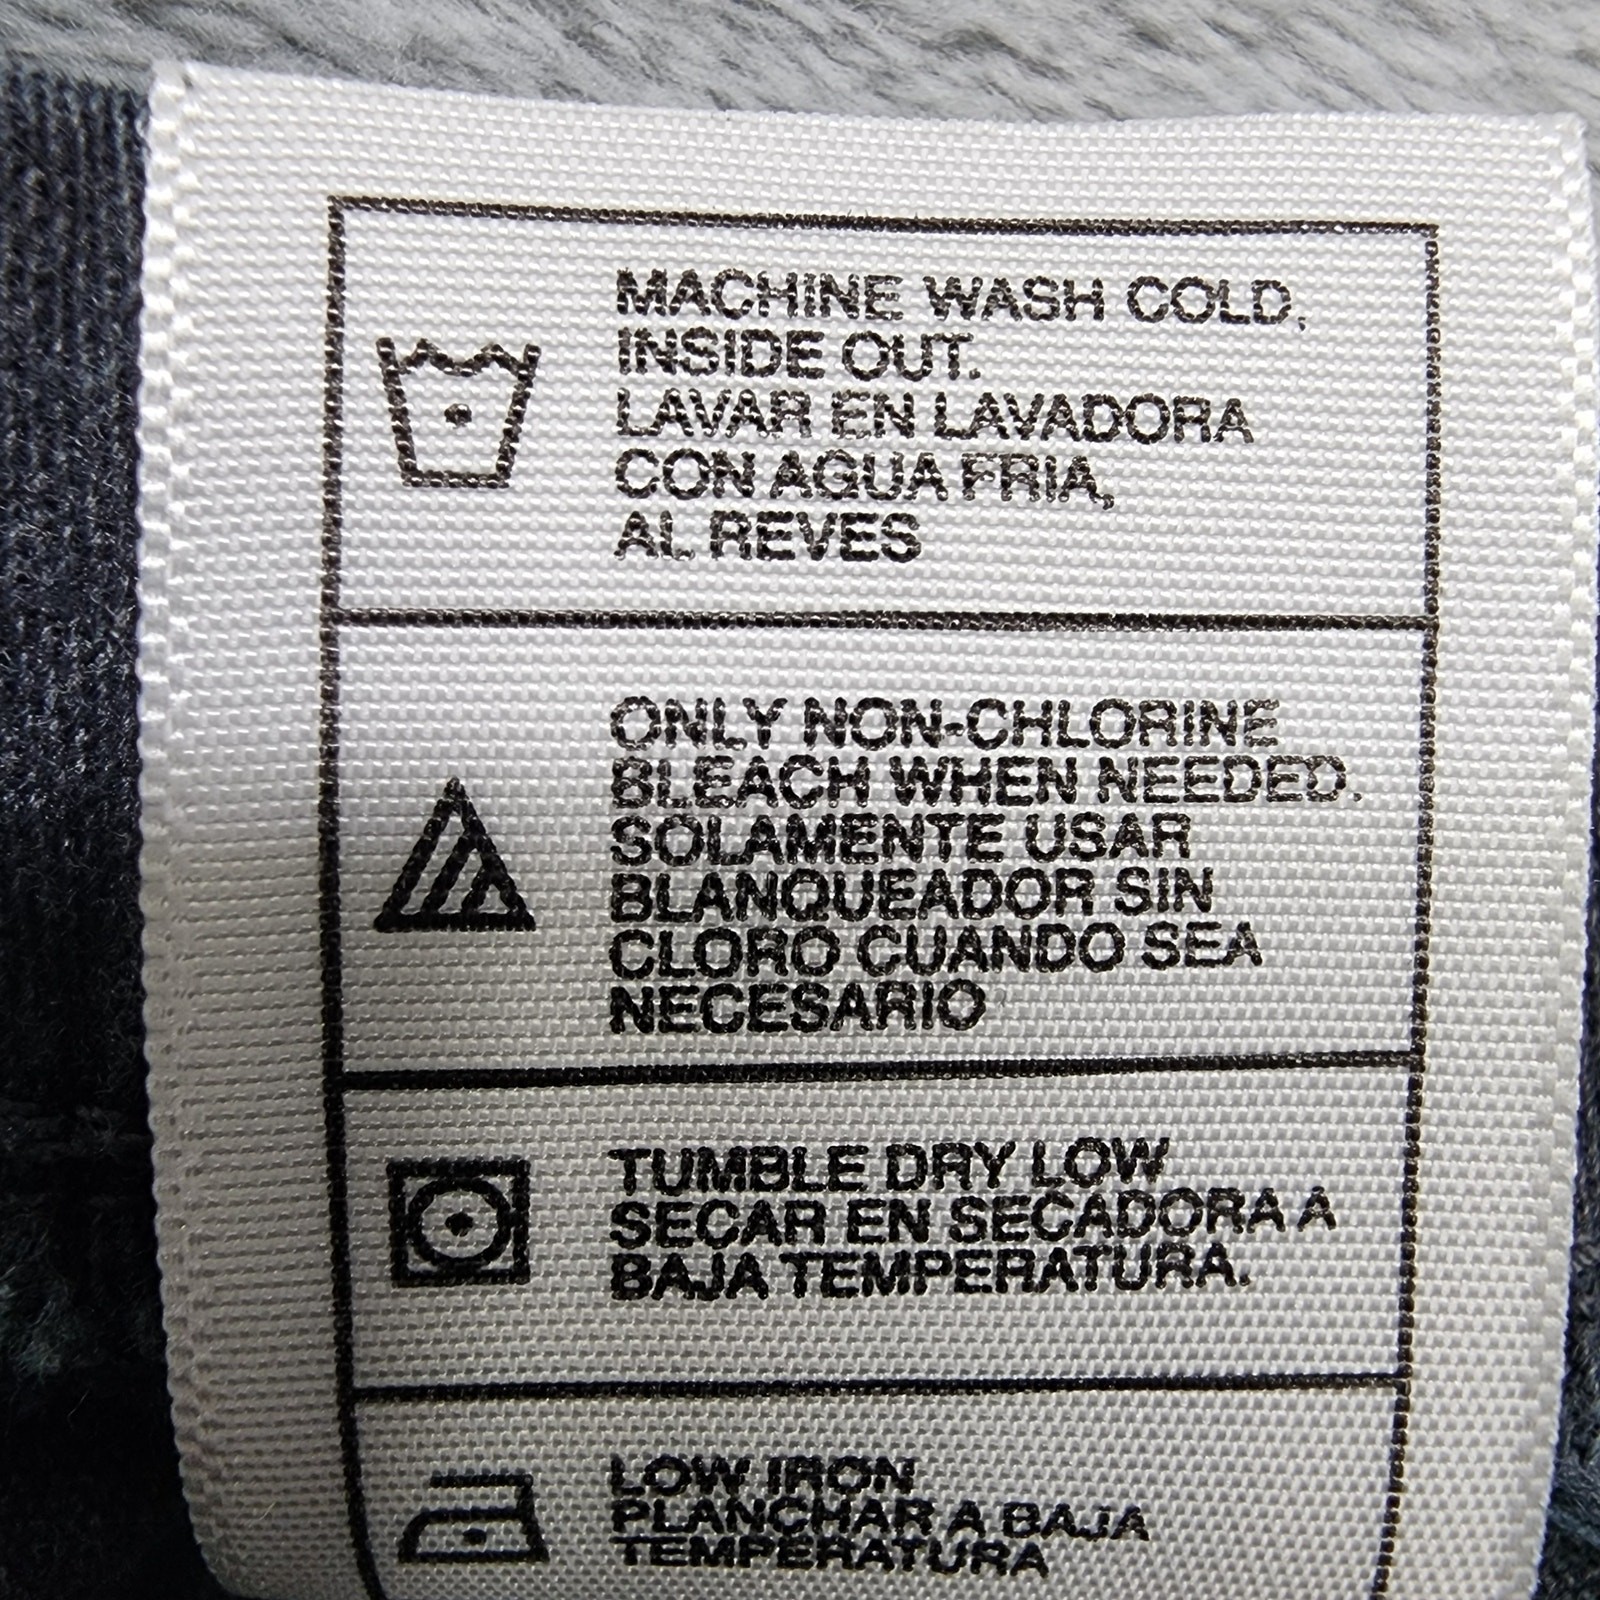 MACHINE WASH COLD,
INSIDE OUT.
LAVAR EN LAVADORA
CON AGUA FRIA,
AL REVES
ONLY NON-CHLORINE
BLEACH WHEN NEEDED.
SOLAMENTE USAR
BLANQUEADOR SIN
CLORO CUANDO SEA
NECESARIO
TUMBLE DRY LOW
SECAR EN SECADORA A
BAJA TEMPERATURA.
LOW IRON
PLANCHAR A BAJA
TEMPERATURA